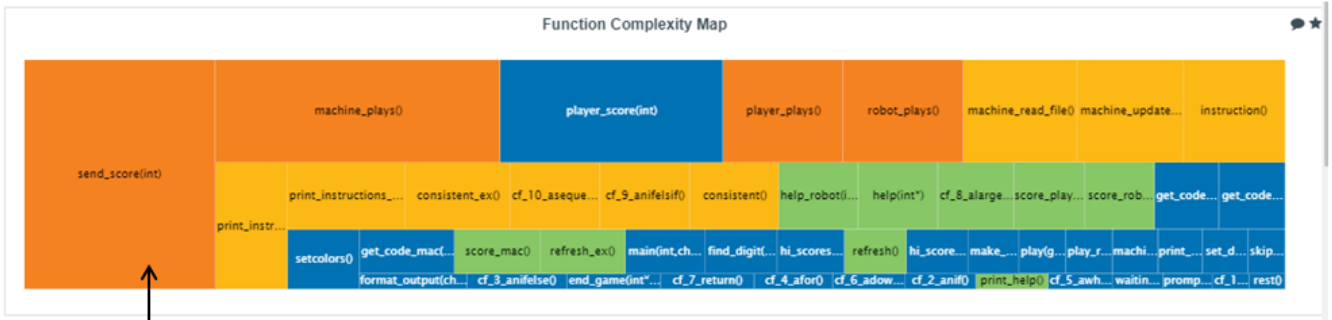 Function Complexity Map
send_score(int)
machine_plays()
player_score(int)
player_plays()
robot_plays()
machine_read_file()
machine_update...
instruction()
print_instr...
print_instructions_...
consistent_ex()
cf_10_aseque...
cf_9_anifelsif()
consistent()
help_robot(i...
help(int*)
cf_8_alarge...
score_play...
score_rob...
get_code...
get_code...
setcolors()
get_code_mac(...
score_mac()
refresh_ex()
main(int,ch...
find_digit(...
hi_scores...
refresh()
hi_score...
make_...
play(g...
play_r...
machi...
print_...
set_d...
skip...
format_output(ch...
cf_3_anifelse()
end_game(int*...
cf_7_return()
cf_4_afor()
cf_6_adow...
cf_2_anif()
print_help()
cf_5_awh...
waitin...
promp...
cf_1...
rest()